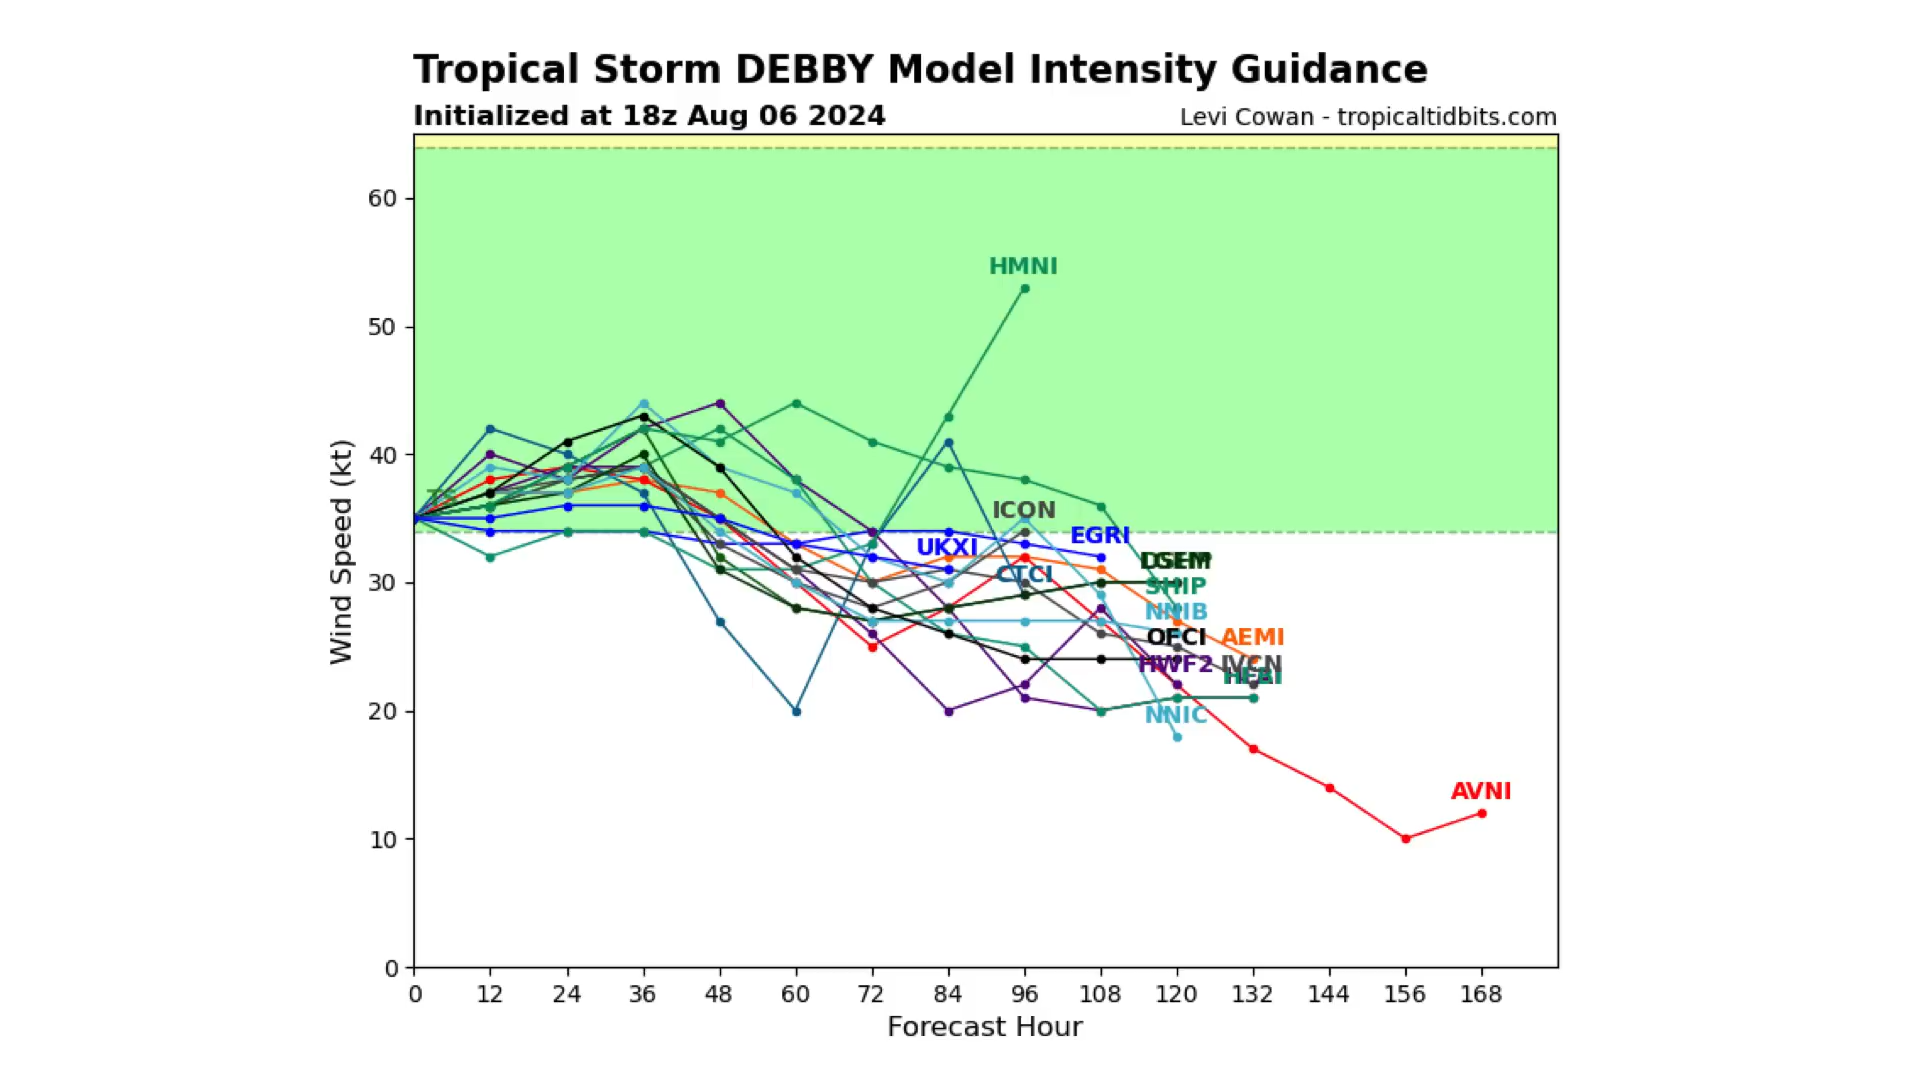 Tropical Storm DEBBY Model Intensity Guidance
Initialized at 18z Aug 06 2024
Levi Cowan - tropicaltidbits.com
Wind Speed (kt)
60
50
40
30
20
10
0
HMNI
TS
ICON
EGRI
UKXI
CTCI
DSHP
LGEM
SHIP
NNIB
OFCI
AEMI
HWF2
IVCN
NNIC
AVNI
0 12 24 36 48 60 72 84 96 108 120 132 144 156 168
Forecast Hour